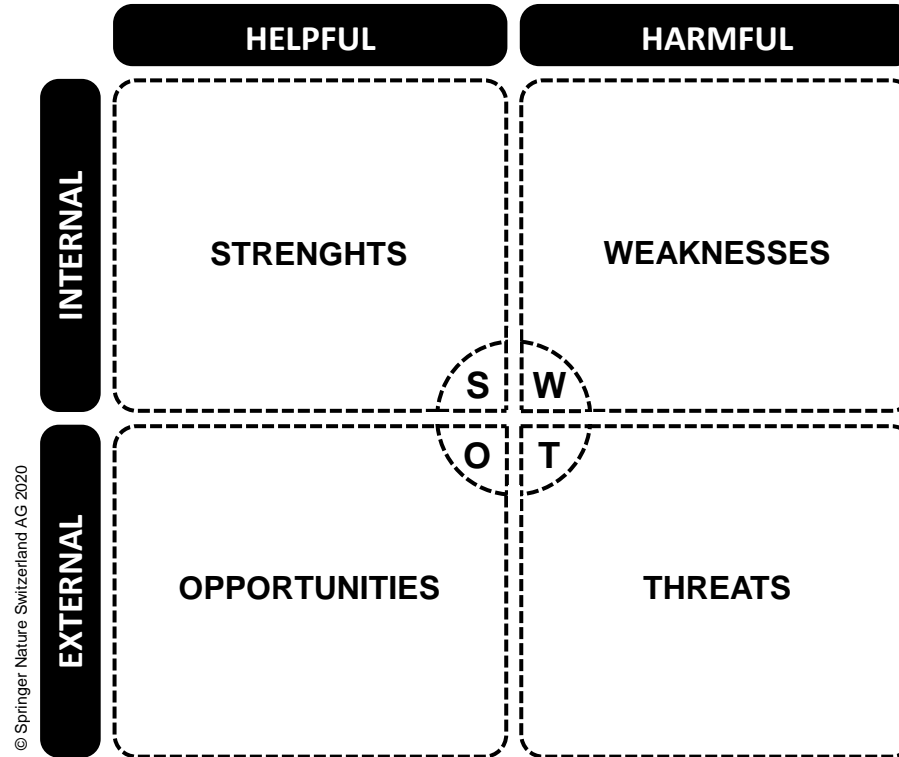 HELPFUL
HARMFUL
INTERNAL
STRENGHTS
WEAKNESSES
S
W
O
T
EXTERNAL
OPPORTUNITIES
THREATS
© Springer Nature Switzerland AG 2020